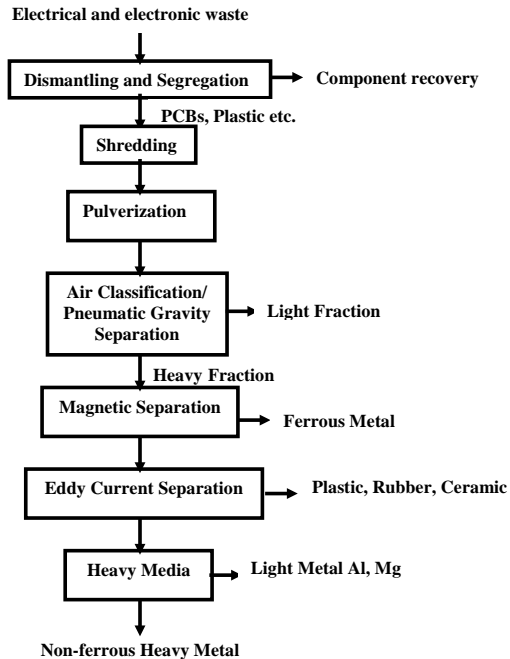 Electrical and electronic waste
Dismantling and Segregation
Component recovery
PCBs, Plastic etc.
Shredding
Pulverization
Air Classification/
Pneumatic Gravity
Separation
Light Fraction
Heavy Fraction
Magnetic Separation
Ferrous Metal
Eddy Current Separation
Plastic, Rubber, Ceramic
Heavy Media
Light Metal Al, Mg
Non-ferrous Heavy Metal